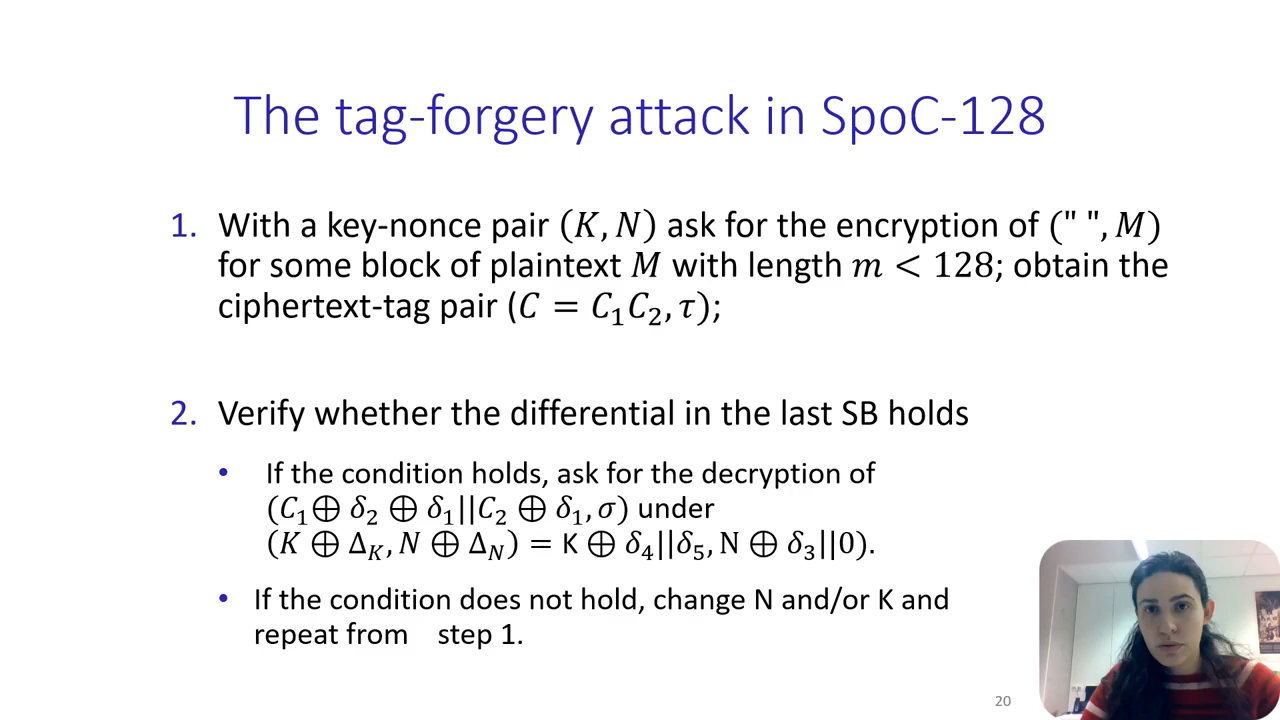 The tag-forgery attack in SpoC-128
1. With a key-nonce pair (K, N) ask for the encryption of (" ", M)
for some block of plaintext M with length m < 128; obtain the
ciphertext-tag pair (C = C₁C₂, τ);
2. Verify whether the differential in the last SB holds
• If the condition holds, ask for the decryption of
(C₁⊕ δ₂ ⊕ δ₁||C₂ ⊕ δ₁, σ) under
(K ⊕ Δ_K, N ⊕ Δ_N) = K ⊕ δ₄||δ₅, N ⊕ δ₃||0).
• If the condition does not hold, change N and/or K and
repeat from step 1.
20